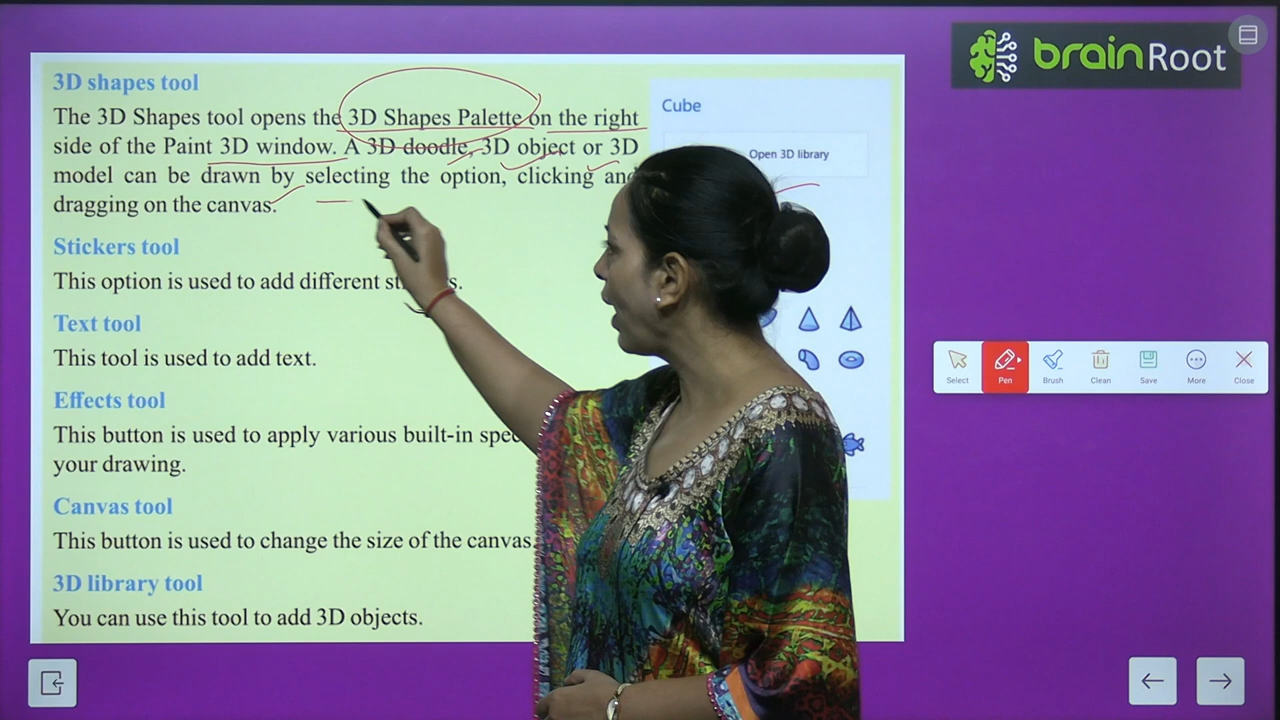 brainRoot
3D shapes tool
The 3D Shapes tool opens the 3D Shapes Palette on the right
side of the Paint 3D window. A 3D doodle, 3D object or 3D
model can be drawn by selecting the option, clicking and
dragging on the canvas.
Stickers tool
This option is used to add different
Text tool
This tool is used to add text.
Effects tool
This button is used to apply various built-in
your drawing.
Canvas tool
This button is used to change the size of the canvas.
3D library tool
You can use this tool to add 3D objects.
Cube
Open 3D library
Select Pen Brush Clean Save More Close